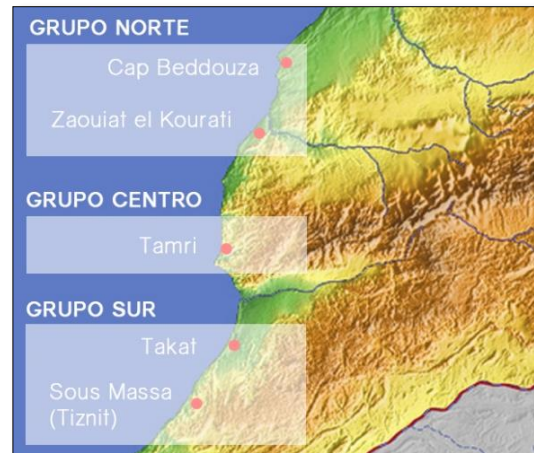 GRUPO NORTE
Cap Beddouza
Zaouiat el Kourati
GRUPO CENTRO
Tamri
GRUPO SUR
Takat
Sous Massa
(Tiznit)